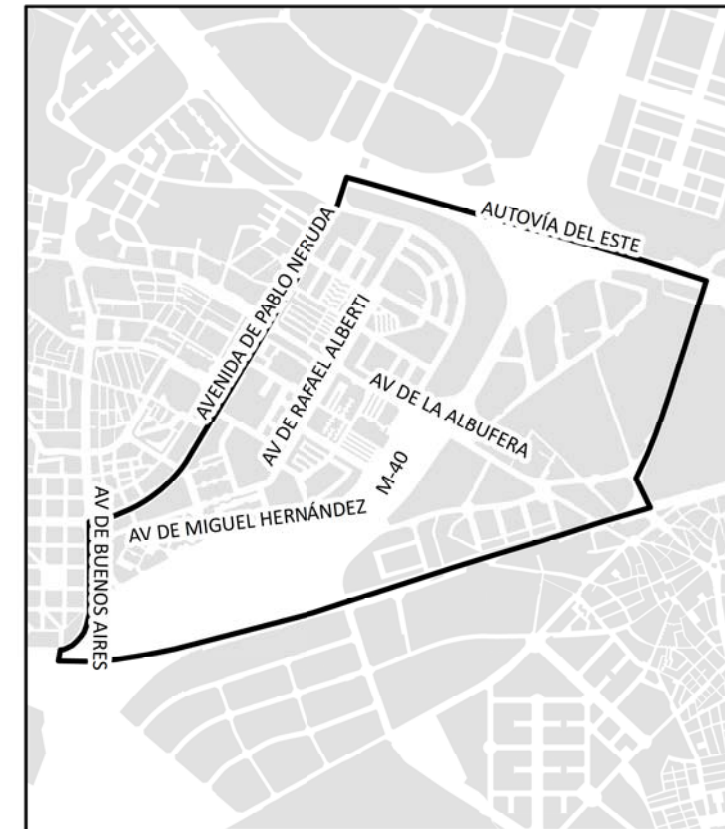 AUTOVÍA DEL ESTE
AVENIDA DE PABLO NERUDA
AV DE RAFAEL ALBERTI
AV DE LA ALBUFERA
M-40
AV DE MIGUEL HERNÁNDEZ
AV DE BUENOS AIRES